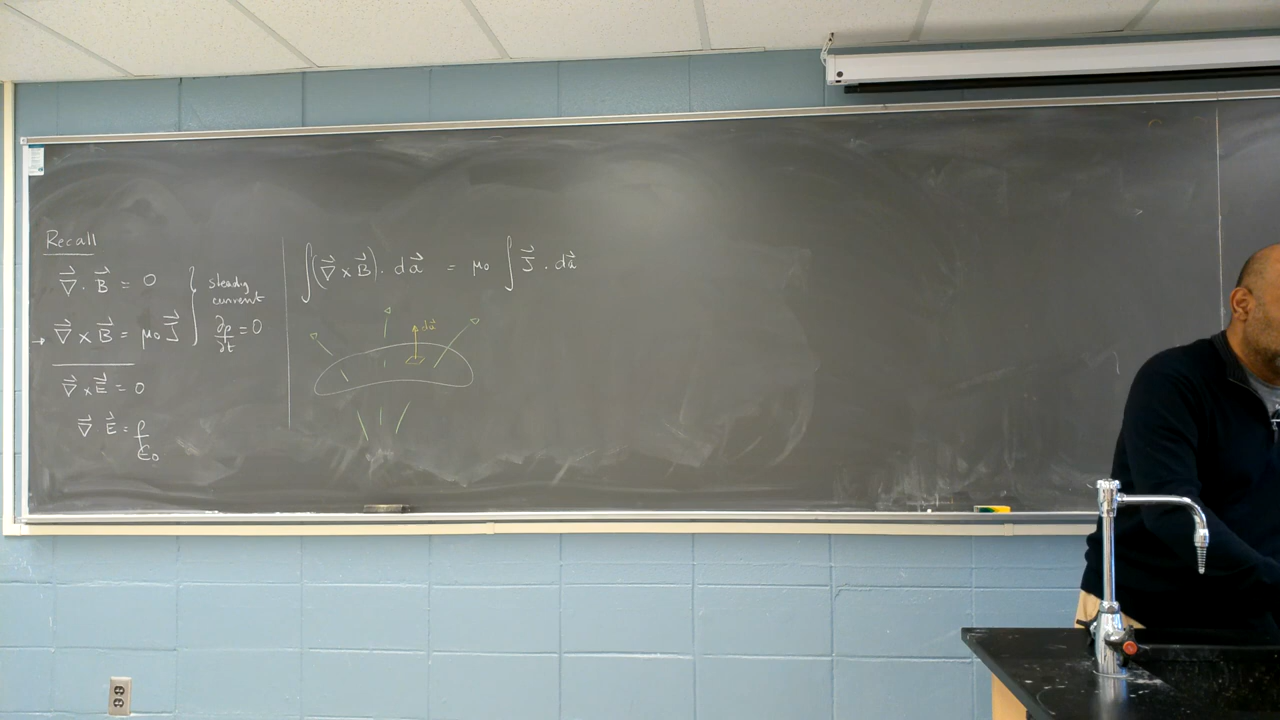 Recall
∇⃗ · B⃗ = 0
→ ∇⃗ × B⃗ = μ₀ J⃗
steady
current
∂ρ/∂t = 0
∇⃗ × E⃗ = 0
∇⃗ E⃗ = ρ/ε₀
∫(∇⃗ × B⃗) · da⃗ = μ₀ ∫ J⃗ · da⃗
da⃗